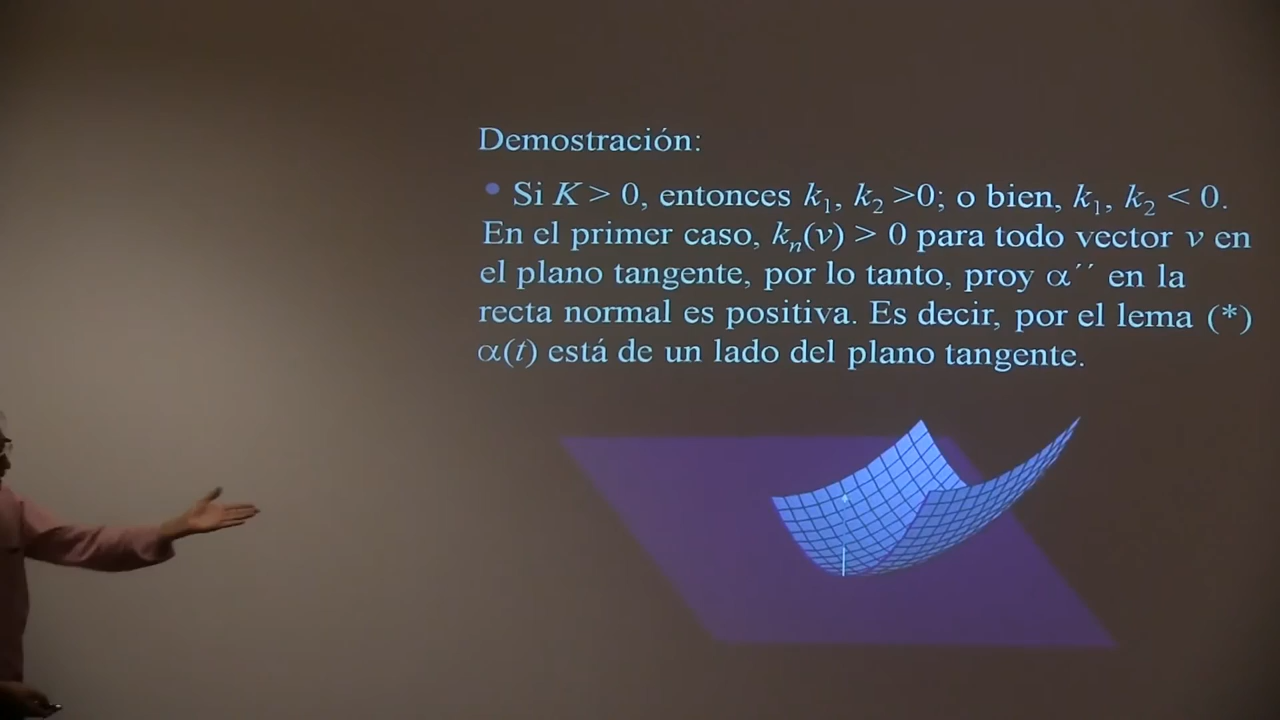 Demostración:
• Si K > 0, entonces k₁, k₂ >0; o bien, k₁, k₂ < 0.
En el primer caso, kₙ(v) > 0 para todo vector v en
el plano tangente, por lo tanto, proy α´´ en la
recta normal es positiva. Es decir, por el lema (*)
α(t) está de un lado del plano tangente.